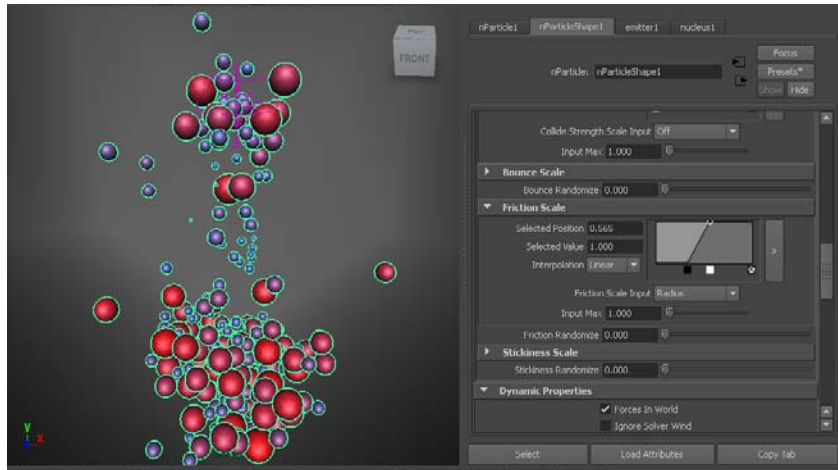 nParticle1 nParticleShape1 emitter1 nucleus1
FRONT
Focus
nParticle: nParticleShape1
Presets*
Show Hide
Collide Strength Scale Input Off
Input Max 1.000
Bounce Scale
Bounce Randomize 0.000
Friction Scale
Selected Position 0.565
Selected Value 1.000
Interpolation Linear
>
Friction Scale Input Radius
Input Max 1.000
Friction Randomize 0.000
Stickiness Scale
Stickiness Randomize 0.000
Dynamic Properties
Forces In World
Ignore Solver Wind
Y
X
Select Load Attributes Copy Tab